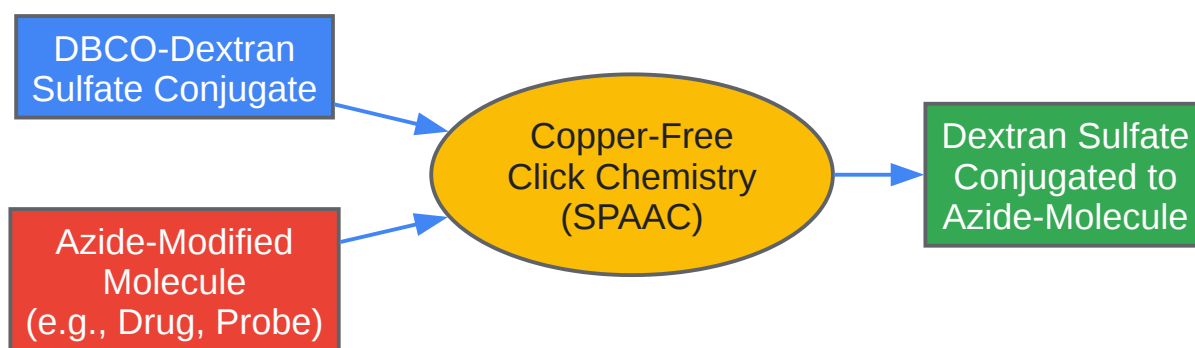 DBCO-Dextran
Sulfate Conjugate
Azide-Modified
Molecule
(e.g., Drug, Probe)
Copper-Free
Click Chemistry
(SPAAC)
Dextran Sulfate
Conjugated to
Azide-Molecule